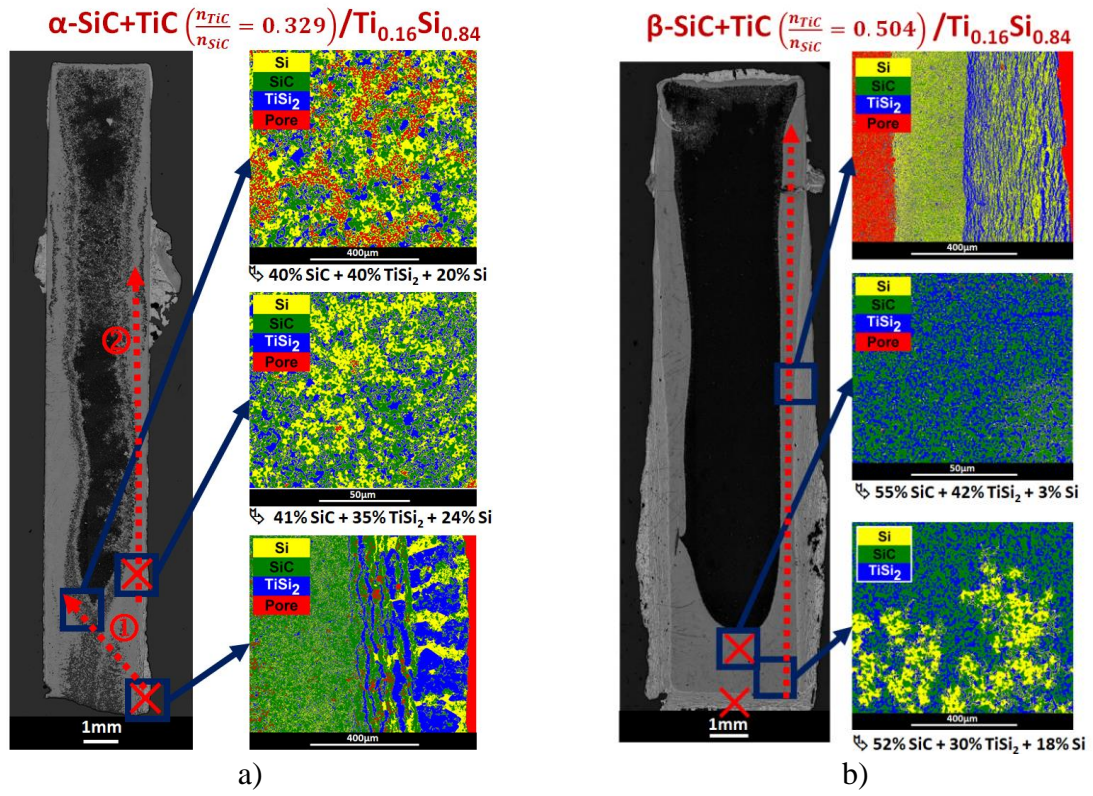 α-SiC+TiC (n_TiC/n_SiC = 0.329)/Ti₀.₁₆Si₀.₈₄
Si
SiC
TiSi₂
Pore
400μm
↳ 40% SiC + 40% TiSi₂ + 20% Si
Si
SiC
TiSi₂
Pore
50μm
↳ 41% SiC + 35% TiSi₂ + 24% Si
Si
SiC
TiSi₂
Pore
400μm
②
①
1mm
a)
β-SiC+TiC (n_TiC/n_SiC = 0.504) /Ti₀.₁₆Si₀.₈₄
Si
SiC
TiSi₂
Pore
400μm
Si
SiC
TiSi₂
Pore
50μm
↳ 55% SiC + 42% TiSi₂ + 3% Si
Si
SiC
TiSi₂
400μm
↳ 52% SiC + 30% TiSi₂ + 18% Si
1mm
b)